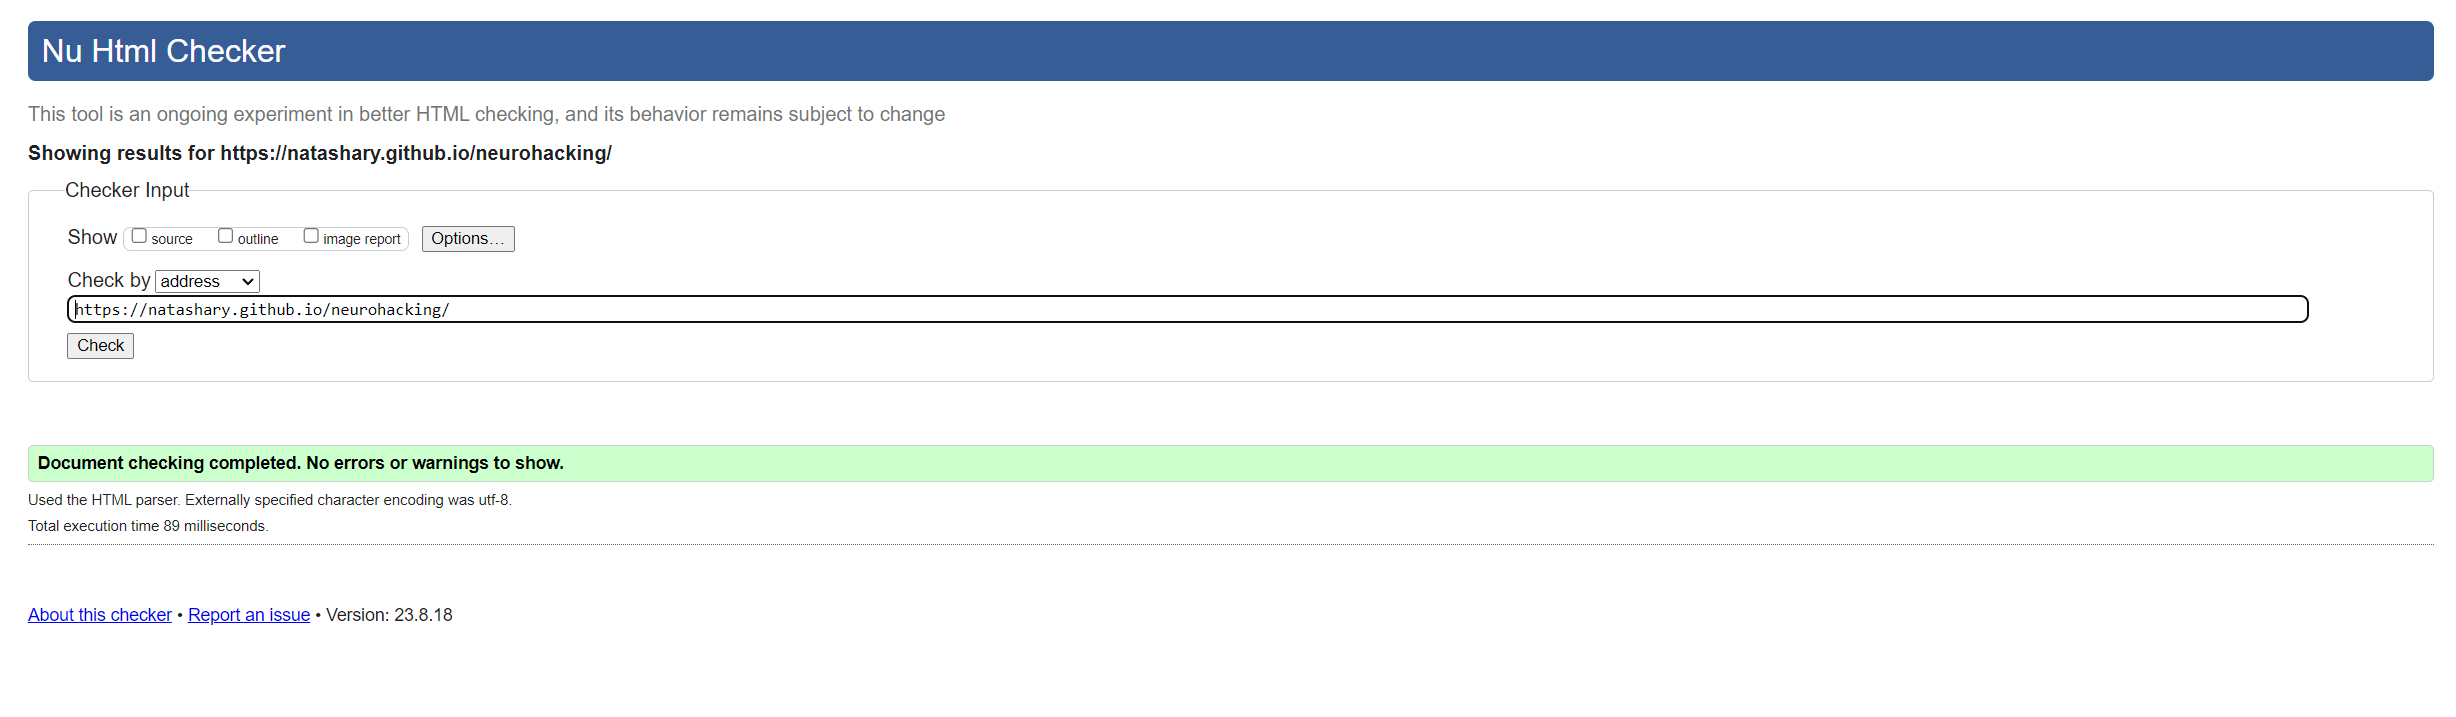 Nu Html Checker
This tool is an ongoing experiment in better HTML checking, and its behavior remains subject to change
Showing results for https://natashary.github.io/neurohacking/
Checker Input
Show source outline image report Options...
Check by address
https://natashary.github.io/neurohacking/
Check
Document checking completed. No errors or warnings to show.
Used the HTML parser. Externally specified character encoding was utf-8.
Total execution time 89 milliseconds.
About this checker • Report an issue • Version: 23.8.18